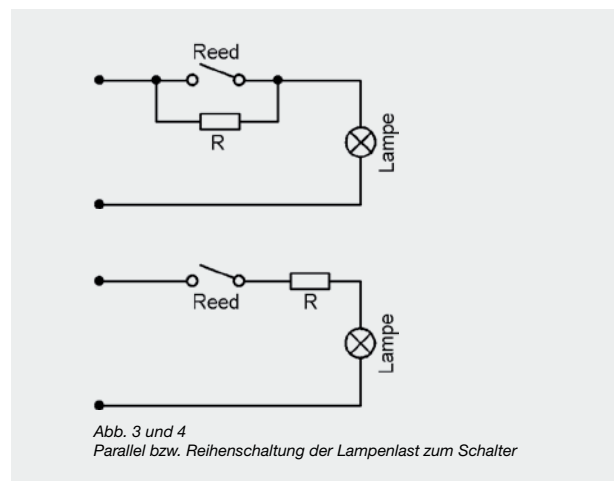 Reed
R
Lampe
Reed
R
Lampe
Abb. 3 und 4
Parallel bzw. Reihenschaltung der Lampenlast zum Schalter